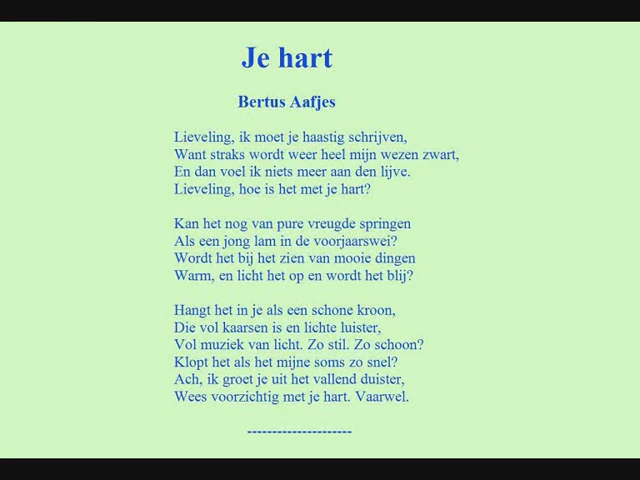 Je hart
Bertus Aafjes
Lieveling, ik moet je haastig schrijven,
Want straks wordt weer heel mijn wezen zwart,
En dan voel ik niets meer aan den lijve.
Lieveling, hoe is het met je hart?
Kan het nog van pure vreugde springen
Als een jong lam in de voorjaarswei?
Wordt het bij het zien van mooie dingen
Warm, en licht het op en wordt het blij?
Hangt het in je als een schone kroon,
Die vol kaarsen is en lichte luister,
Vol muziek van licht. Zo stil. Zo schoon?
Klopt het als het mijne soms zo snel?
Ach, ik groet je uit het vallend duister,
Wees voorzichtig met je hart. Vaarwel.
---------------------